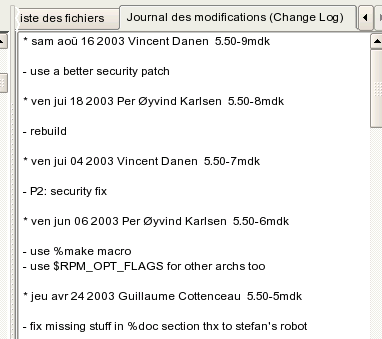 iste des fichiers
Journal des modifications (Change Log)
* sam aoû 16 2003 Vincent Danen  5.50-9mdk
- use a better security patch
* ven jui 18 2003 Per Øyvind Karlsen  5.50-8mdk
- rebuild
* ven jui 04 2003 Vincent Danen  5.50-7mdk
- P2: security fix
* ven jun 06 2003 Per Øyvind Karlsen  5.50-6mdk
- use %make macro
- use $RPM_OPT_FLAGS for other archs too
* jeu avr 24 2003 Guillaume Cottenceau  5.50-5mdk
- fix missing stuff in %doc section thx to stefan's robot